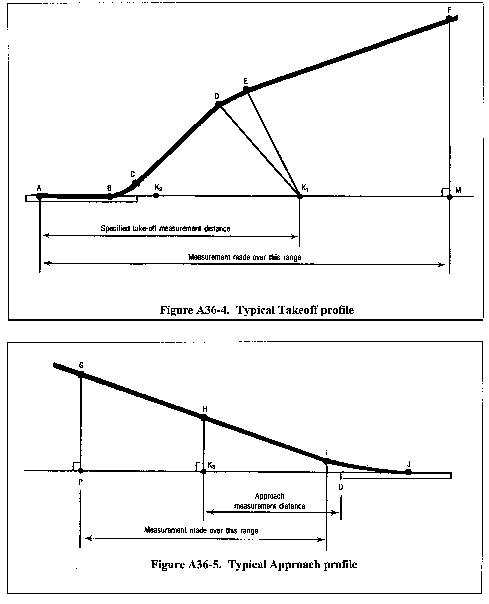 F
E
D
C
A B K₂ K₁ M
Specified take-off measurement distance
Measurement made over this range
Figure A36-4. Typical Takeoff profile
G
H
I
J
P K₃ O
Approach
measurement distance
Measurement made over this range
Figure A36-5. Typical Approach profile